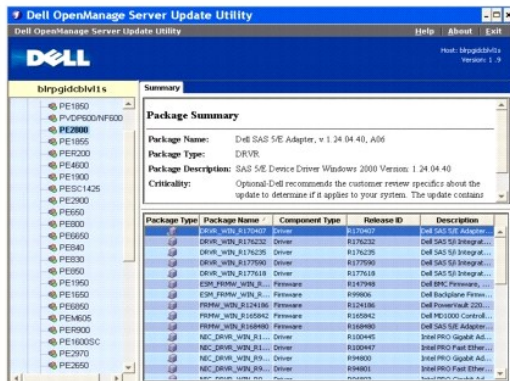 Dell OpenManage Server Update Utility
Dell OpenManage Server Update Utility
Help About Exit
DELL
Host: blrpgidcblvl1s
Version: 1 .9
blrpgidcblvl1s
PE1850
PVDP600/NF600
PE2800
PE1855
PER200
PE4600
PE1900
PESC1425
PE2900
PE650
PE800
PE6650
PE840
PE830
PE850
PE1950
PE1650
PE6850
PEM605
PER900
PE1600SC
PE2970
PE2650
Summary
Package Summary
Package Name: Dell SAS 5/E Adapter, v 1.24.04.40, A06
Package Type: DRVR
Package Description: SAS 5/E Device Driver Windows 2000 Version: 1.24.04.40
Criticality: Optional-Dell recommends the customer review specifics about the
update to determine if it applies to your system. The update contains
Package Type Package Name Component Type Release ID Description
DRVR_WIN_R170407 Driver R170407 Dell SAS 5/E Adapter...
DRVR_WIN_R176232 Driver R176232 Dell SAS 5/i Integrat...
DRVR_WIN_R176235 Driver R176235 Dell SAS 5/i Integrat...
DRVR_WIN_R177590 Driver R177590 Dell SAS 5/i Integrat...
DRVR_WIN_R177618 Driver R177618 Dell SAS 5/i Integrat...
ESM_FRMW_WIN_R... Firmware R147948 Dell BMC Firmware, ...
ESM_FRMW_WIN_R... Firmware R99806 Dell Backplane Firmw...
FRMW_WIN_R124186 Firmware R124186 Dell PowerVault 220...
FRMW_WIN_R165842 Firmware R165842 Dell MD1000 Controll...
FRMW_WIN_R168480 Firmware R168480 Dell SAS 5/E Adapter...
NIC_DRVR_WIN_R1... Driver R100445 Intel PRO Gigabit Ad...
NIC_DRVR_WIN_R1... Driver R100447 Intel PRO Fast Ether...
NIC_DRVR_WIN_R9... Driver R94800 Intel PRO Gigabit Ad...
NIC_DRVR_WIN_R9... Driver R94801 Intel PRO Fast Ether...